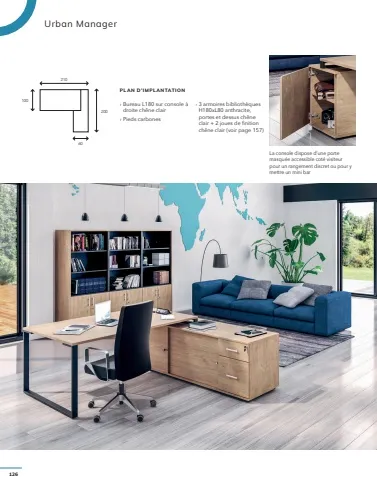 Urban Manager
210
100
200
60
PLAN D'IMPLANTATION
› Bureau L180 sur console à
droite chêne clair
› Pieds carbones
› 3 armoires bibliothèques
H180xL80 anthracite,
portes et dessus chêne
clair + 2 joues de finition
chêne clair (voir page 157)
La console dispose d'une porte
masquée accessible coté visiteur
pour un rangement discret ou pour y
mettre un mini bar
126